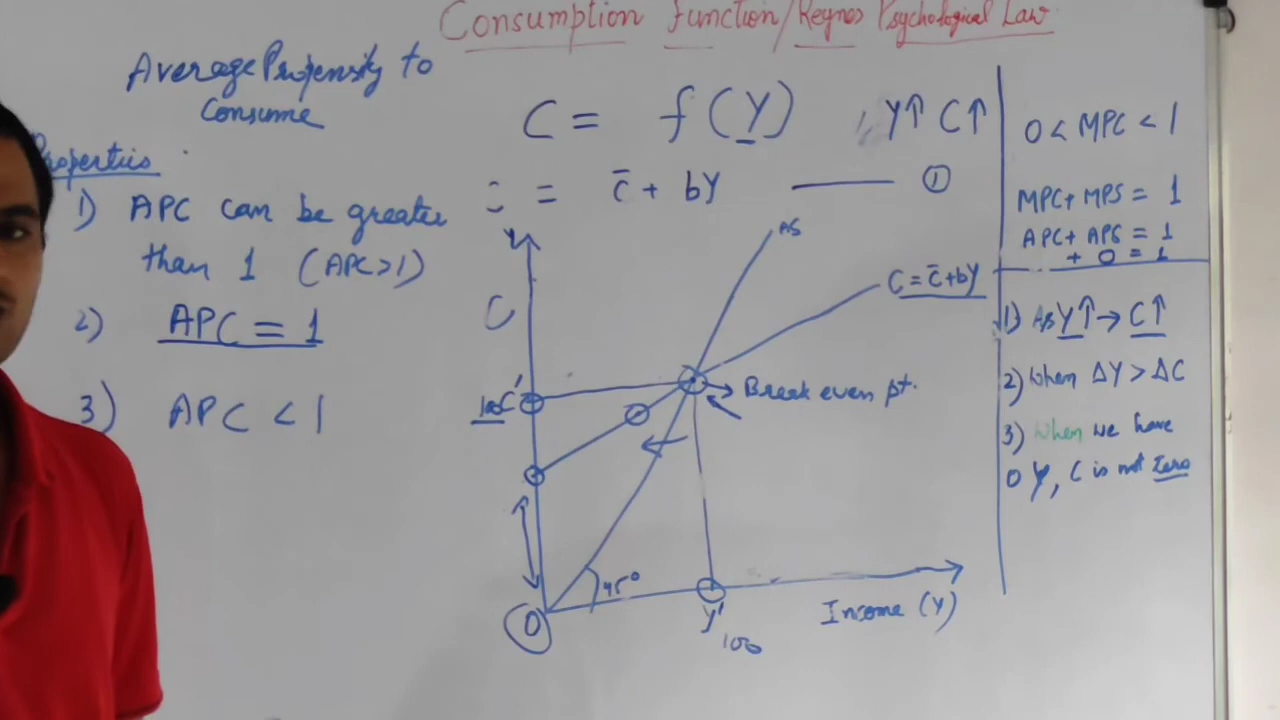 Consumption Function/Keynes Psychological Law
Average Propensity to
Consume
Properties
1) APC can be greater
than 1 (APC>1)
2) APC = 1
3) APC < 1
C = f(Y) , Y↑ C↑
C = c̄ + bY ——— ①
Y
C
AS
C = c̄ + bY
100 C'
Break even pt.
45°
O
Y'
100
Income (Y)
0 < MPC < 1
MPC + MPS = 1
APC + APS = 1
+ 0 = 1
1) As Y↑ → C↑
2) When ΔY > ΔC
3) When we have
0 Y, C is not Zero